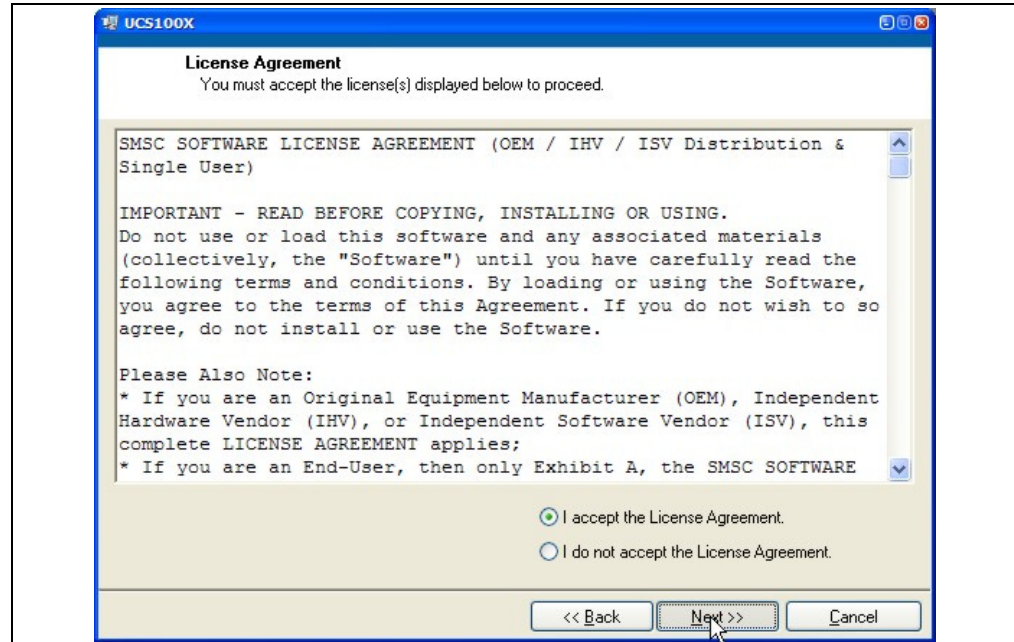 UCS100X
License Agreement
You must accept the license(s) displayed below to proceed.
SMSC SOFTWARE LICENSE AGREEMENT (OEM / IHV / ISV Distribution &
Single User)
IMPORTANT - READ BEFORE COPYING, INSTALLING OR USING.
Do not use or load this software and any associated materials
(collectively, the "Software") until you have carefully read the
following terms and conditions. By loading or using the Software,
you agree to the terms of this Agreement. If you do not wish to so
agree, do not install or use the Software.
Please Also Note:
* If you are an Original Equipment Manufacturer (OEM), Independent
Hardware Vendor (IHV), or Independent Software Vendor (ISV), this
complete LICENSE AGREEMENT applies;
* If you are an End-User, then only Exhibit A, the SMSC SOFTWARE
I accept the License Agreement.
I do not accept the License Agreement.
<< Back Next >> Cancel